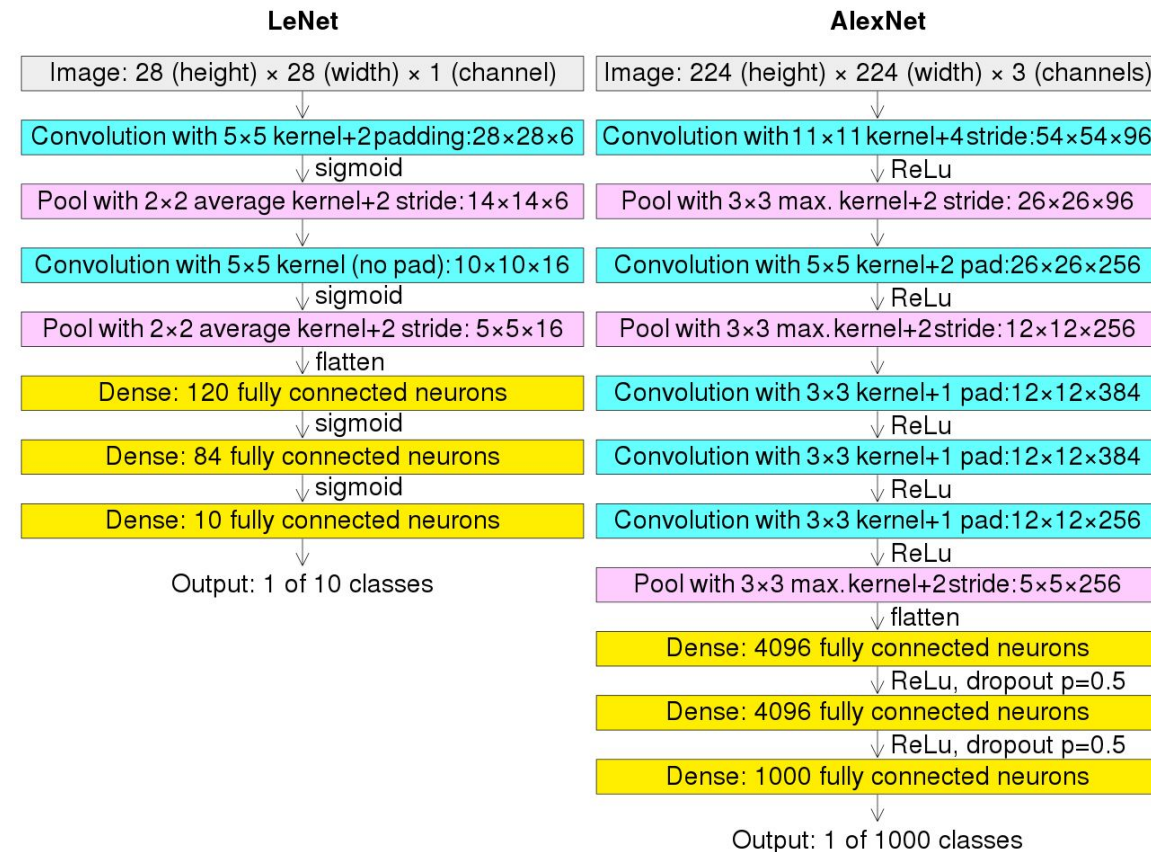 LeNet
Image: 28 (height) × 28 (width) × 1 (channel)
Convolution with 5×5 kernel+2padding:28×28×6
sigmoid
Pool with 2×2 average kernel+2 stride:14×14×6
Convolution with 5×5 kernel (no pad):10×10×16
sigmoid
Pool with 2×2 average kernel+2 stride: 5×5×16
flatten
Dense: 120 fully connected neurons
sigmoid
Dense: 84 fully connected neurons
sigmoid
Dense: 10 fully connected neurons
Output: 1 of 10 classes
AlexNet
Image: 224 (height) × 224 (width) × 3 (channels)
Convolution with 11×11 kernel+4 stride:54×54×96
ReLu
Pool with 3×3 max. kernel+2 stride: 26×26×96
Convolution with 5×5 kernel+2 pad:26×26×256
ReLu
Pool with 3×3 max. kernel+2stride:12×12×256
Convolution with 3×3 kernel+1 pad:12×12×384
ReLu
Convolution with 3×3 kernel+1 pad:12×12×384
ReLu
Convolution with 3×3 kernel+1 pad:12×12×256
ReLu
Pool with 3×3 max. kernel+2stride:5×5×256
flatten
Dense: 4096 fully connected neurons
ReLu, dropout p=0.5
Dense: 4096 fully connected neurons
ReLu, dropout p=0.5
Dense: 1000 fully connected neurons
Output: 1 of 1000 classes